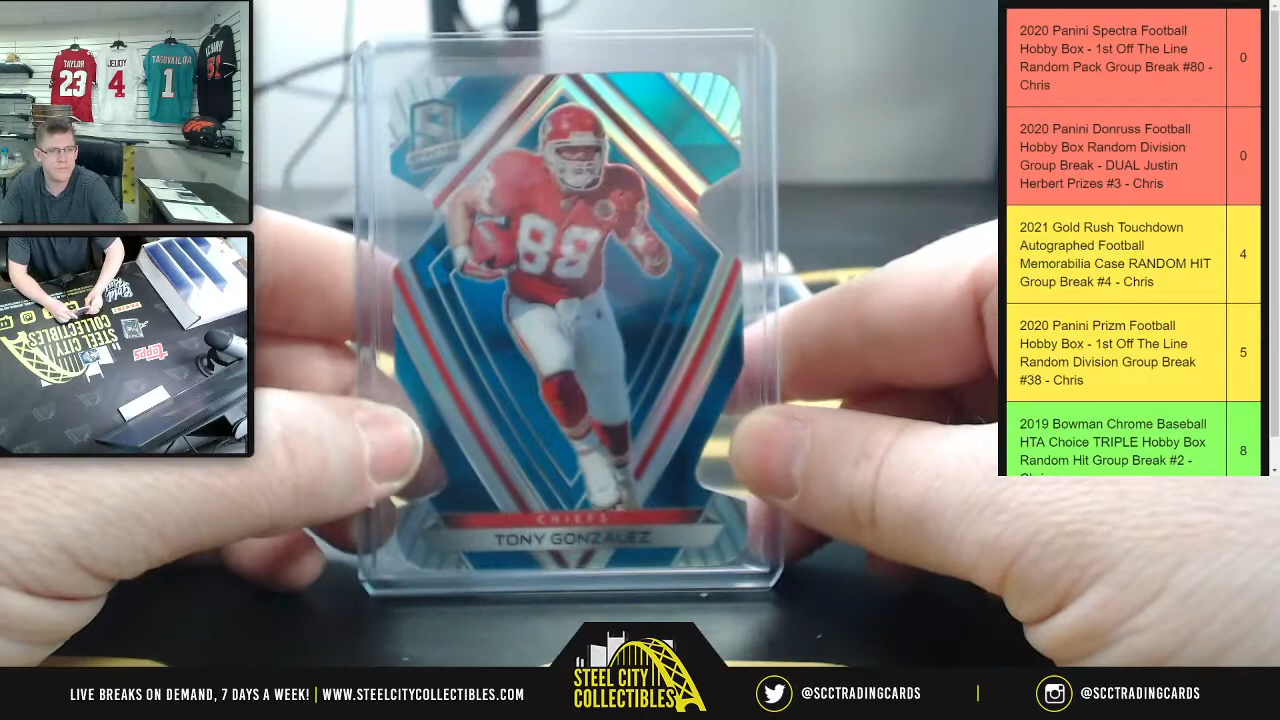 TAYLOR
23
JEUDY
4
TAGOVAILOA
1
88
CHIEFS
TONY GONZALEZ
STEEL CITY
COLLECTIBLES
Topps
2020 Panini Spectra Football
Hobby Box - 1st Off The Line
Random Pack Group Break #80 -
Chris
0
2020 Panini Donruss Football
Hobby Box Random Division
Group Break - DUAL Justin
Herbert Prizes #3 - Chris
0
2021 Gold Rush Touchdown
Autographed Football
Memorabilia Case RANDOM HIT
Group Break #4 - Chris
4
2020 Panini Prizm Football
Hobby Box - 1st Off The Line
Random Division Group Break
#38 - Chris
5
2019 Bowman Chrome Baseball
HTA Choice TRIPLE Hobby Box
Random Hit Group Break #2 -
8
LIVE BREAKS ON DEMAND, 7 DAYS A WEEK! | WWW.STEELCITYCOLLECTIBLES.COM
STEEL CITY
COLLECTIBLES
@SCCTRADINGCARDS
|
@SCCTRADINGCARDS